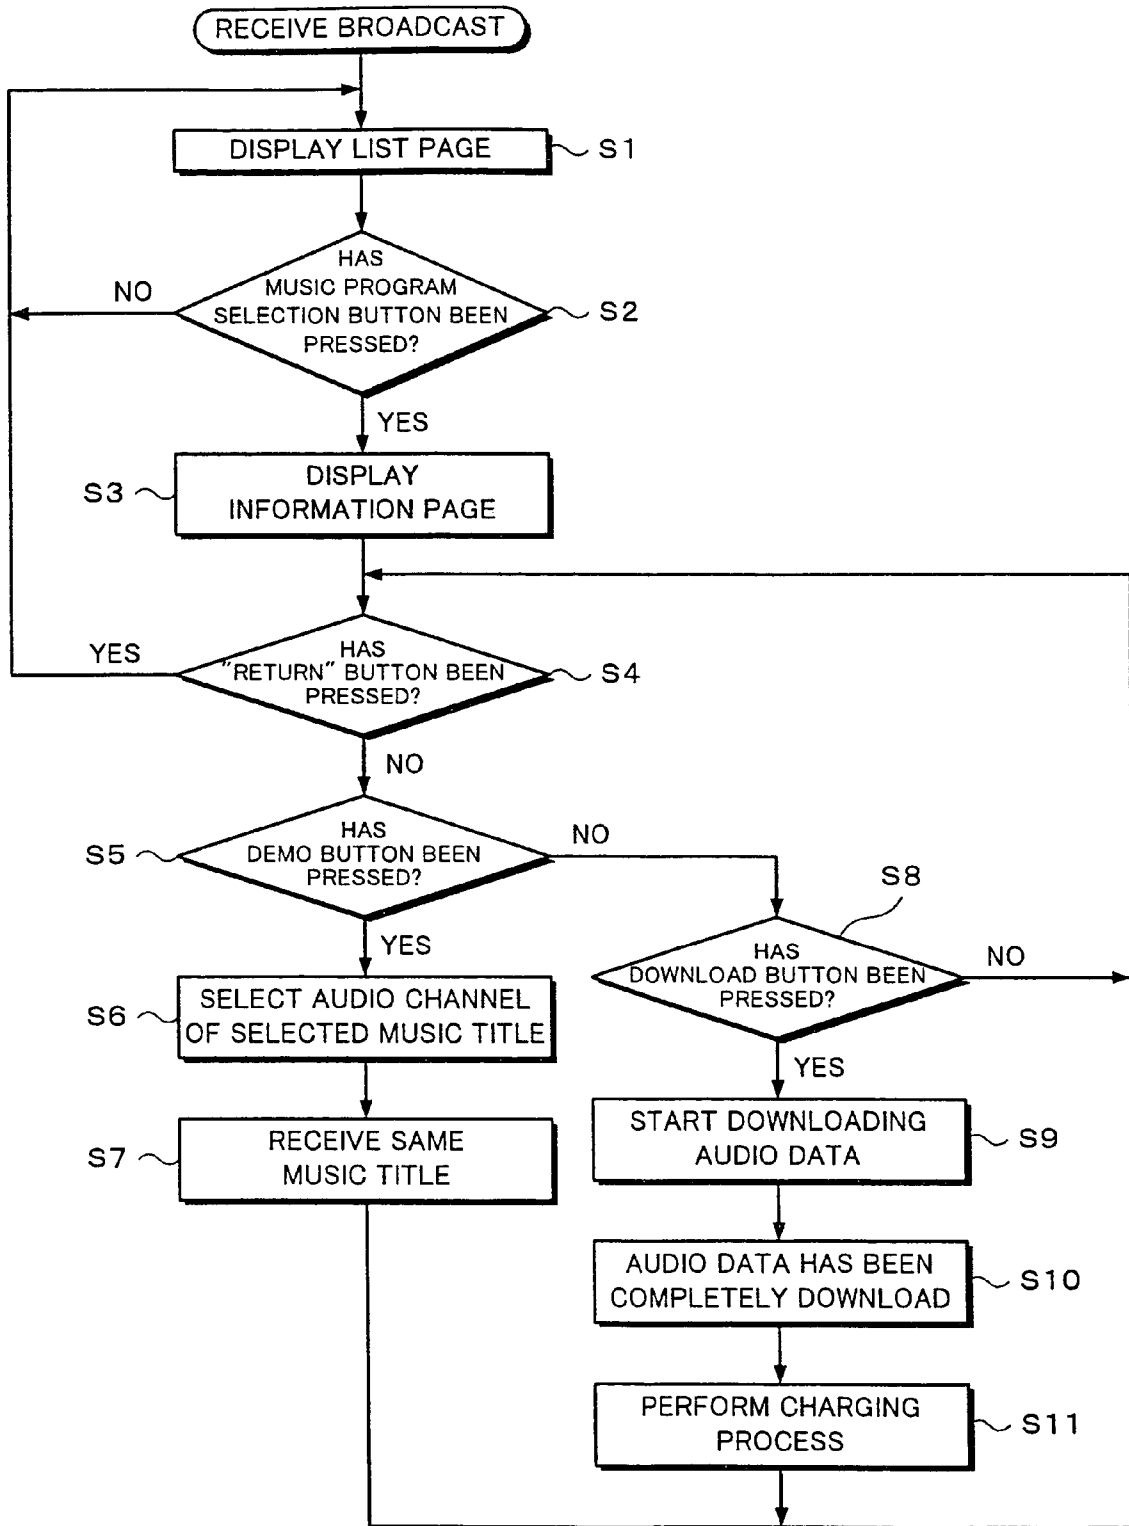 RECEIVE BROADCAST
DISPLAY LIST PAGE
S1
HAS
MUSIC PROGRAM
SELECTION BUTTON BEEN
PRESSED?
S2
NO
YES
S3
DISPLAY
INFORMATION PAGE
YES
HAS
"RETURN" BUTTON BEEN
PRESSED?
S4
NO
S5
HAS
DEMO BUTTON BEEN
PRESSED?
NO
YES
S8
HAS
DOWNLOAD BUTTON BEEN
PRESSED?
NO
YES
S6
SELECT AUDIO CHANNEL
OF SELECTED MUSIC TITLE
S7
RECEIVE SAME
MUSIC TITLE
START DOWNLOADING
AUDIO DATA
S9
AUDIO DATA HAS BEEN
COMPLETELY DOWNLOAD
S10
PERFORM CHARGING
PROCESS
S11